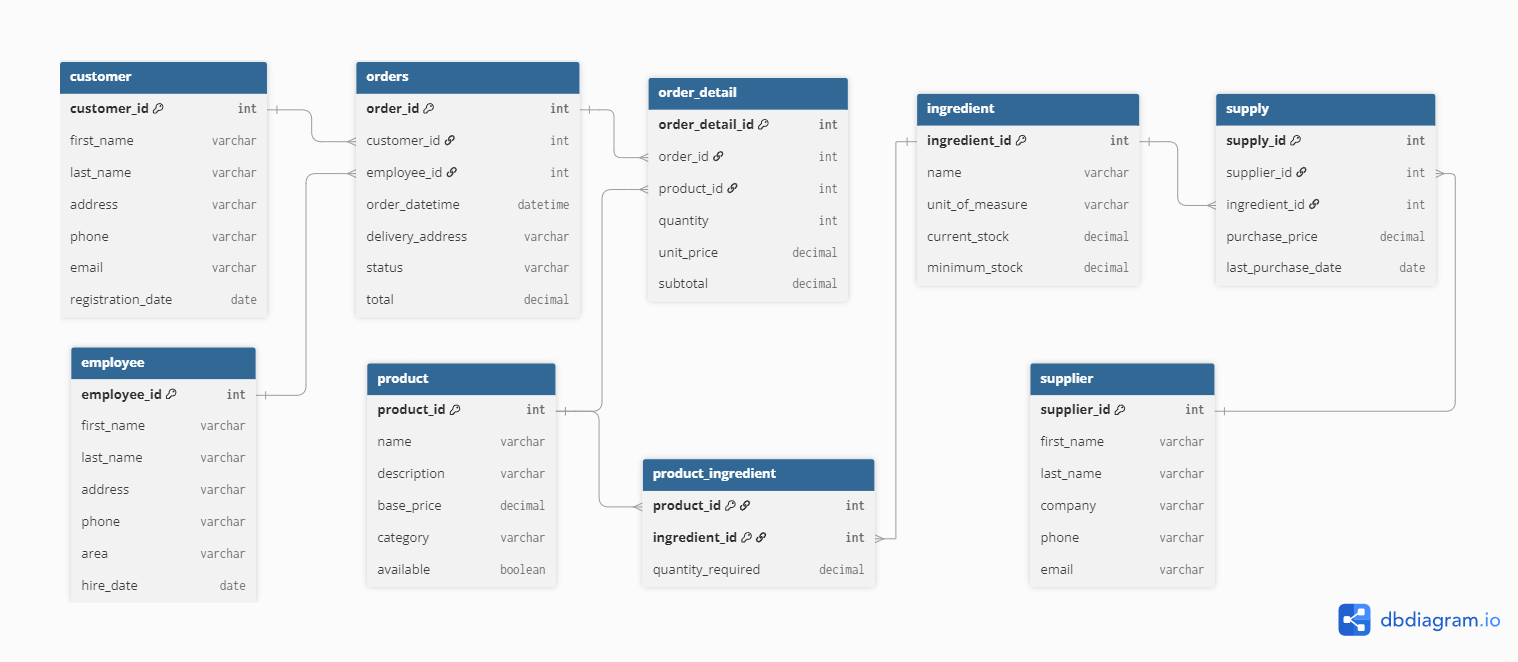 customer
customer_id int
first_name varchar
last_name varchar
address varchar
phone varchar
email varchar
registration_date date
orders
order_id int
customer_id int
employee_id int
order_datetime datetime
delivery_address varchar
status varchar
total decimal
order_detail
order_detail_id int
order_id int
product_id int
quantity int
unit_price decimal
subtotal decimal
ingredient
ingredient_id int
name varchar
unit_of_measure varchar
current_stock decimal
minimum_stock decimal
supply
supply_id int
supplier_id int
ingredient_id int
purchase_price decimal
last_purchase_date date
employee
employee_id int
first_name varchar
last_name varchar
address varchar
phone varchar
area varchar
hire_date date
product
product_id int
name varchar
description varchar
base_price decimal
category varchar
available boolean
product_ingredient
product_id int
ingredient_id int
quantity_required decimal
supplier
supplier_id int
first_name varchar
last_name varchar
company varchar
phone varchar
email varchar
dbdiagram.io